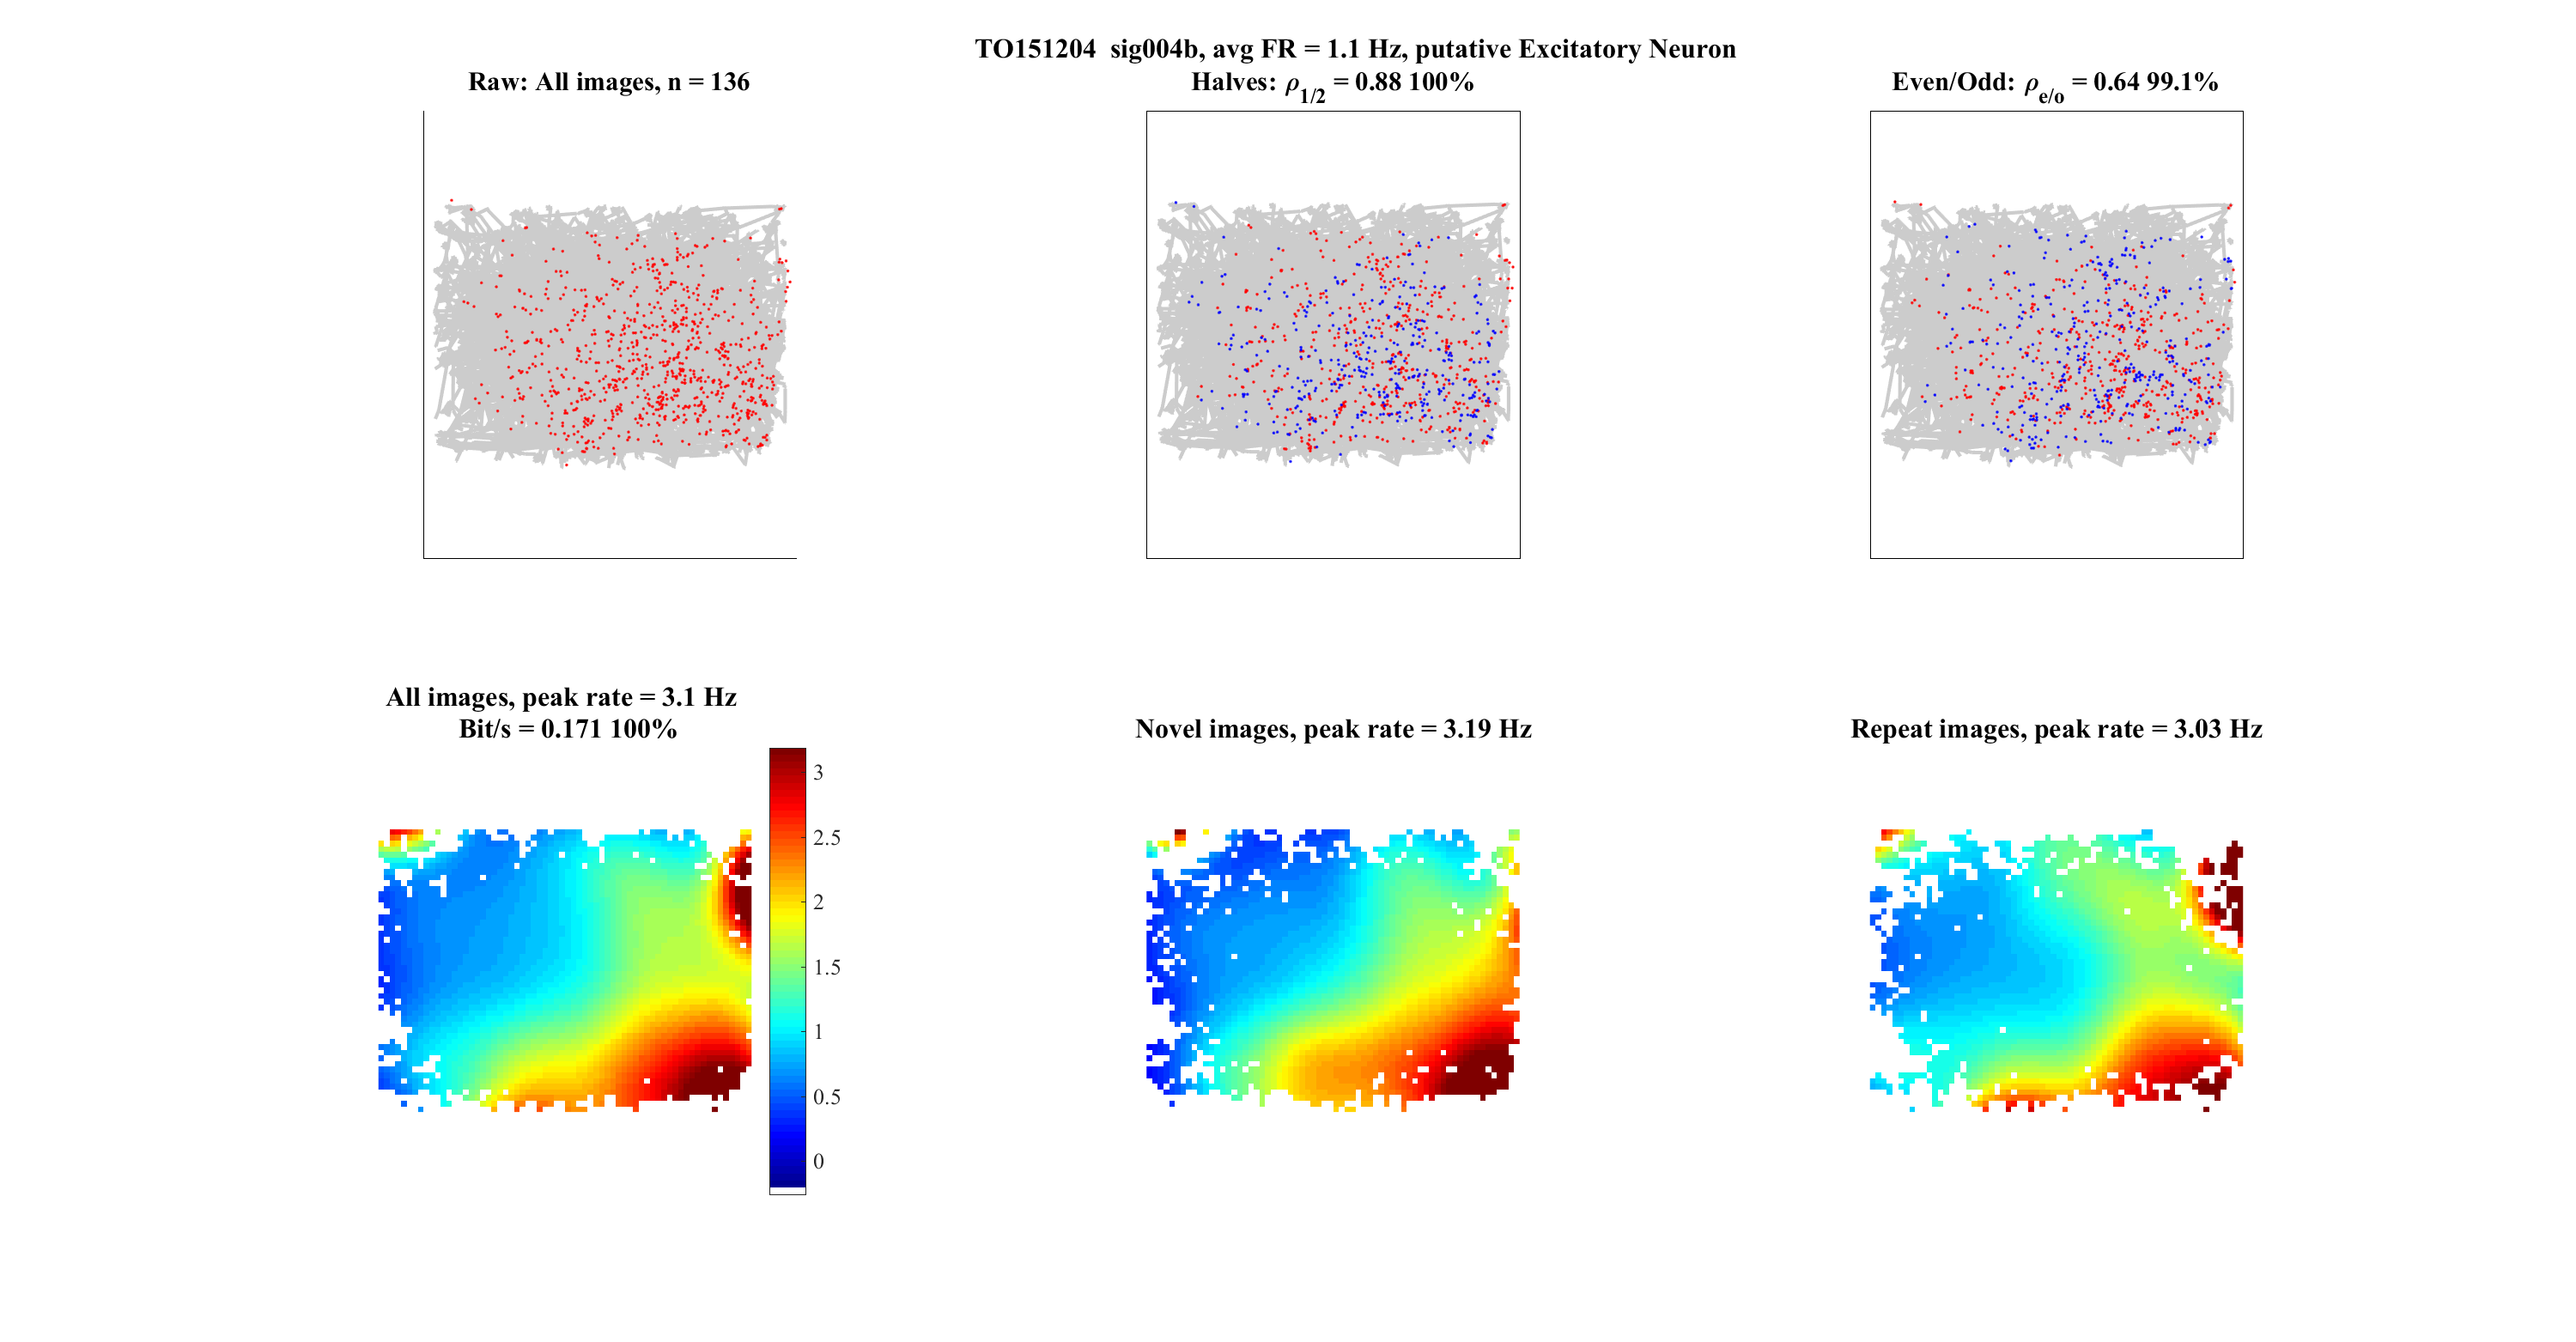 TO151204  sig004b, avg FR = 1.1 Hz, putative Excitatory Neuron
Raw: All images, n = 136
Halves: ρ1/2 = 0.88 100%
Even/Odd: ρe/o = 0.64 99.1%
All images, peak rate = 3.1 Hz
Bit/s = 0.171 100%
Novel images, peak rate = 3.19 Hz
Repeat images, peak rate = 3.03 Hz
3
2.5
2
1.5
1
0.5
0